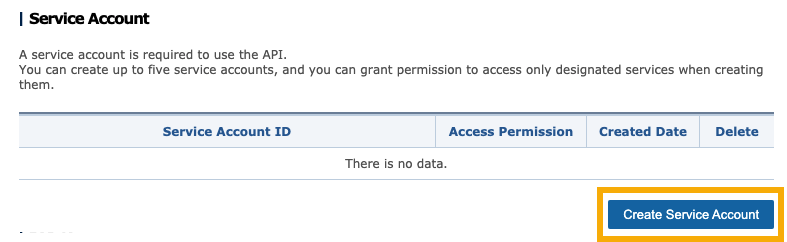 Service Account
A service account is required to use the API.
You can create up to five service accounts, and you can grant permission to access only designated services when creating
them.
Service Account ID Access Permission Created Date Delete
There is no data.
Create Service Account